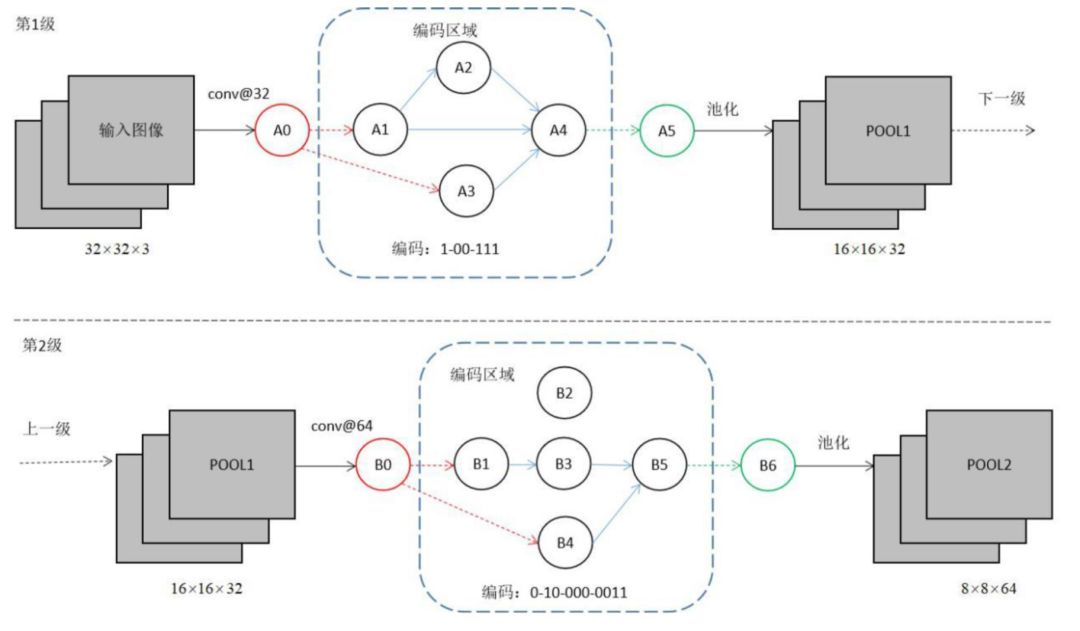 第1级
编码区域
输入图像
conv@32
A0
A1
A2
A3
A4
A5
池化
POOL1
下一级
32×32×3
编码：1-00-111
16×16×32
第2级
上一级
编码区域
POOL1
conv@64
B0
B1
B2
B3
B4
B5
B6
池化
POOL2
16×16×32
编码：0-10-000-0011
8×8×64